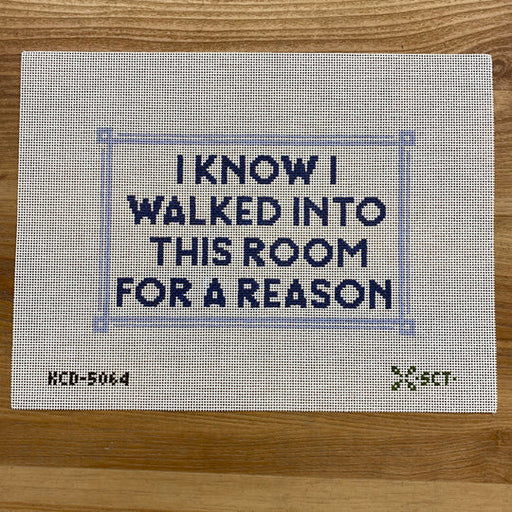 I KNOW I
WALKED INTO
THIS ROOM
FOR A REASON
KCD-5064
SCT